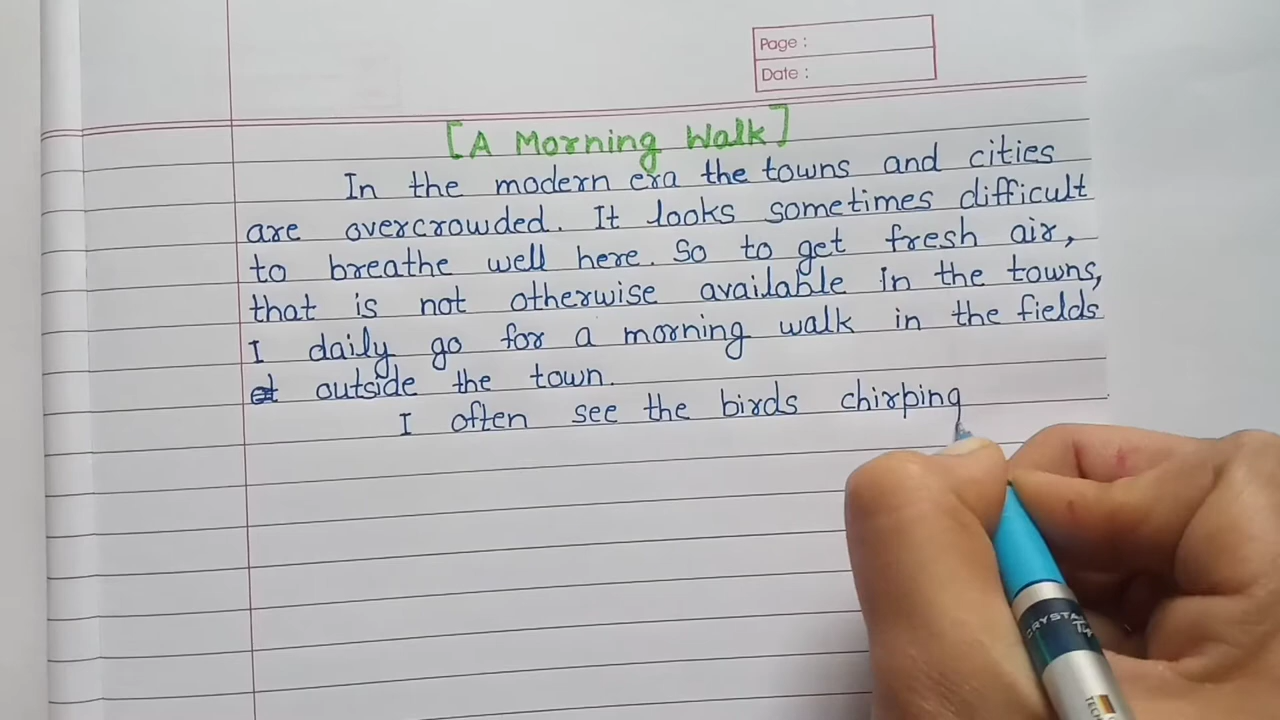 Page :
Date :
[A Morning Walk]
In the modern era the towns and cities
are overcrowded. It looks sometimes difficult
to breathe well here. So to get fresh air,
that is not otherwise available in the towns,
I daily go for a morning walk in the fields
outside the town.
I often see the birds chirping